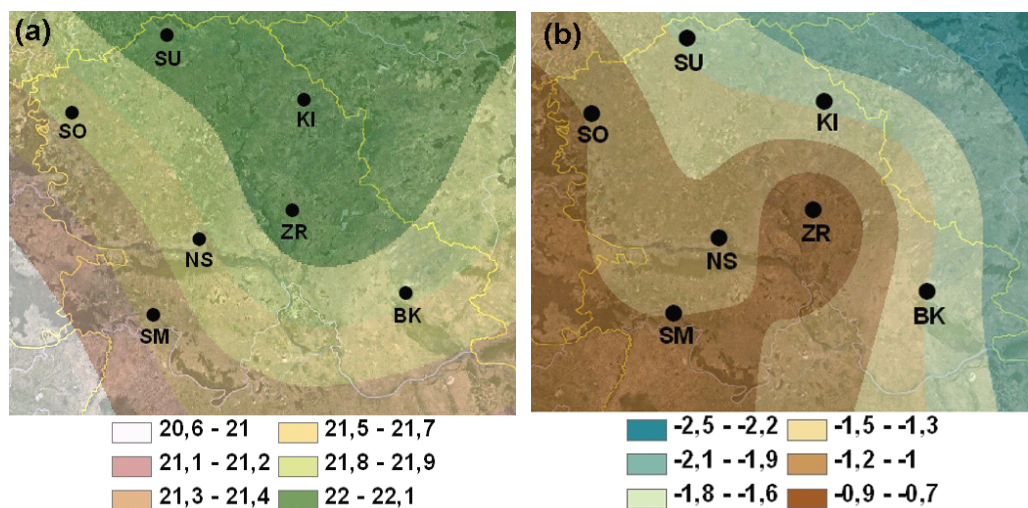 (a)
SU
KI
SO
ZR
NS
BK
SM
20,6 - 21
21,5 - 21,7
21,1 - 21,2
21,8 - 21,9
21,3 - 21,4
22 - 22,1
(b)
SU
KI
SO
ZR
NS
BK
SM
-2,5 - -2,2
-1,5 - -1,3
-2,1 - -1,9
-1,2 - -1
-1,8 - -1,6
-0,9 - -0,7